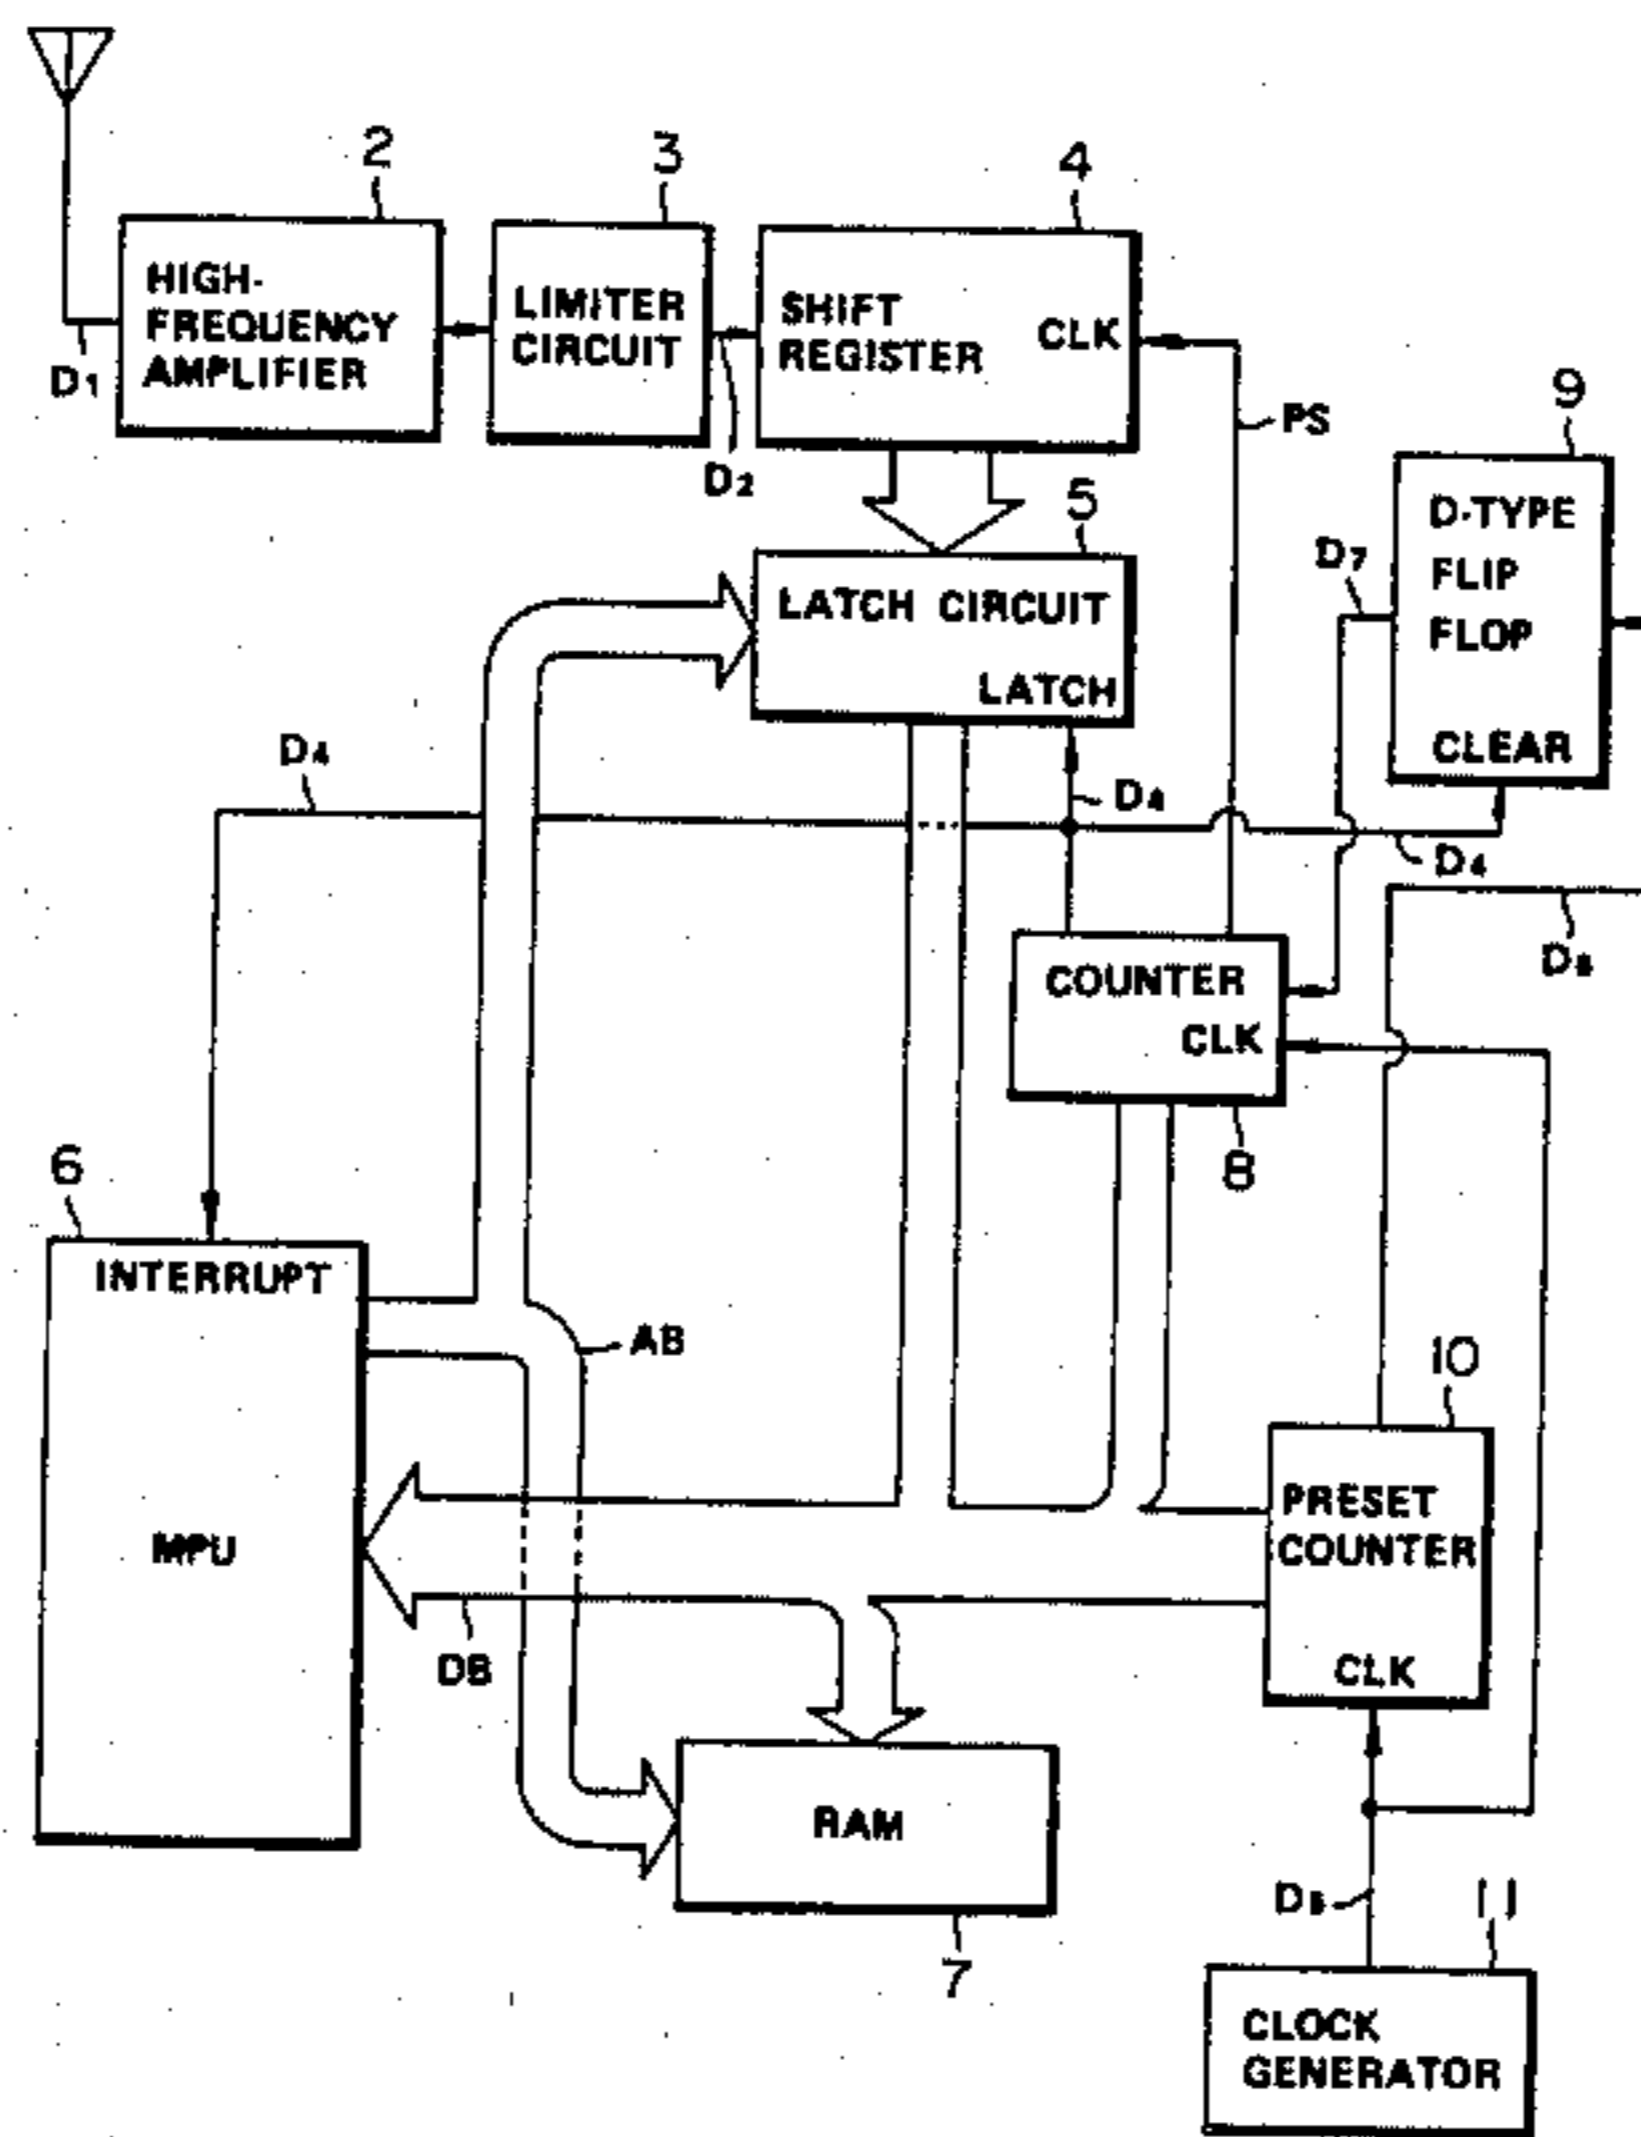 2
3
4
HIGH-
FREQUENCY
AMPLIFIER
LIMITER
CIRCUIT
SHIFT
REGISTER
CLK
D1
D2
PS
9
D-TYPE
FLIP
FLOP
CLEAR
5
LATCH CIRCUIT
LATCH
D7
D4
D4
D4
COUNTER
CLK
8
6
INTERRUPT
MPU
AB
10
PRESET
COUNTER
CLK
DB
RAM
7
11
CLOCK
GENERATOR